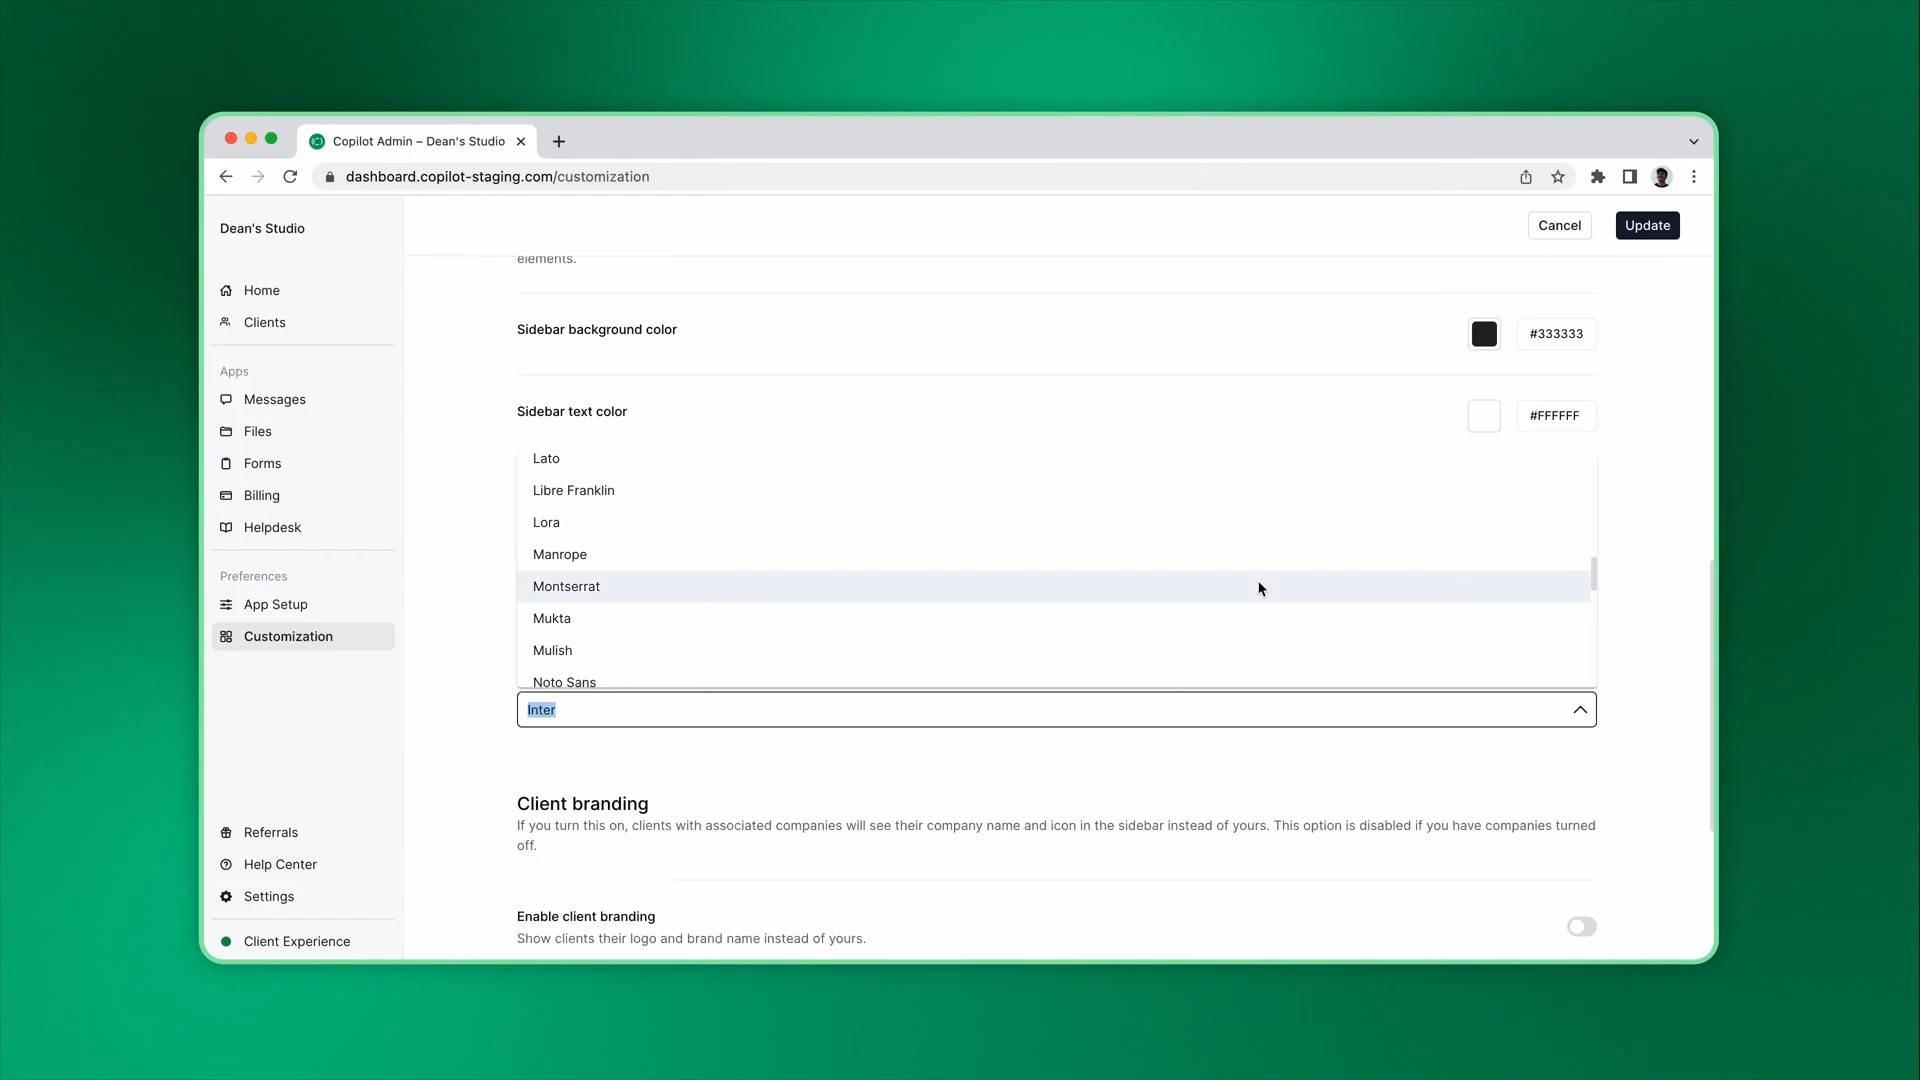 Copilot Admin – Dean's Studio
dashboard.copilot-staging.com/customization
Dean's Studio
Cancel
Update
Home
Clients
Apps
Messages
Files
Forms
Billing
Helpdesk
Preferences
App Setup
Customization
Referrals
Help Center
Settings
Client Experience
elements.
Sidebar background color
#333333
Sidebar text color
#FFFFFF
Lato
Libre Franklin
Lora
Manrope
Montserrat
Mukta
Mulish
Noto Sans
Inter
Client branding
If you turn this on, clients with associated companies will see their company name and icon in the sidebar instead of yours. This option is disabled if you have companies turned
off.
Enable client branding
Show clients their logo and brand name instead of yours.